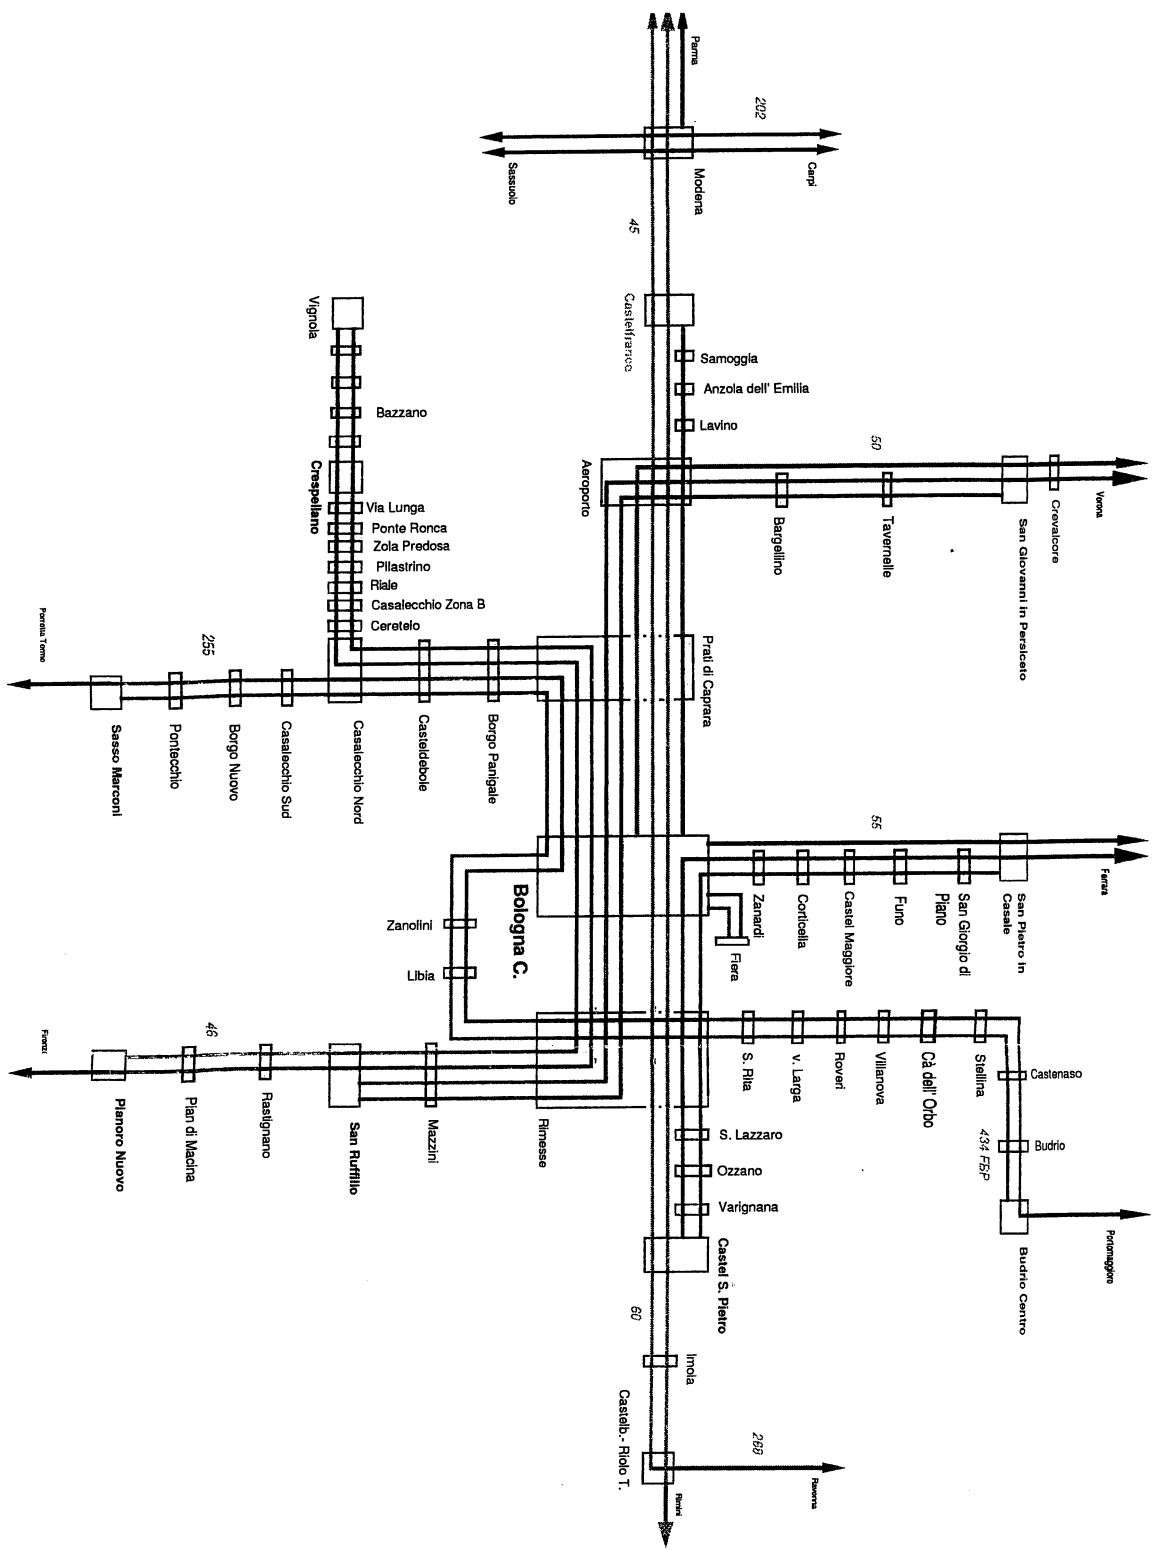 Parma
202
Sassuolo
Carpi
Modena
45
Castelfranco
Vignola
Samoggia
Anzola dell' Emilia
Lavino
Bazzano
Crespellano
Aeroporto
50
Verona
Crevalcore
San Giovanni in Persiceto
Bargellino
Tavernelle
Via Lunga
Ponte Ronca
Zola Predosa
Pilastrino
Riale
Casalecchio Zona B
Ceretelo
Porretta Terme
255
Prati di Caprara
Sasso Marconi
Pontecchio
Borgo Nuovo
Casalecchio Sud
Casalecchio Nord
Casteldebole
Borgo Panigale
55
Ferrara
San Pietro in
Casale
San Giorgio di
Piano
Funo
Castel Maggiore
Corticella
Zanardi
Fiera
Bologna C.
Zanolini
Libia
Firenze
46
Pianoro Nuovo
Pian di Macina
Rastignano
San Ruffillo
Mazzini
Rimesse
S. Rita
v. Larga
Roveri
Villanova
Cà dell' Orbo
Stellina
Castenaso
434 FBP
Budrio
Portomaggiore
Budrio Centro
S. Lazzaro
Ozzano
Varignana
Castel S. Pietro
60
Imola
Castelb.- Riolo T.
268
Ravenna
Rimini